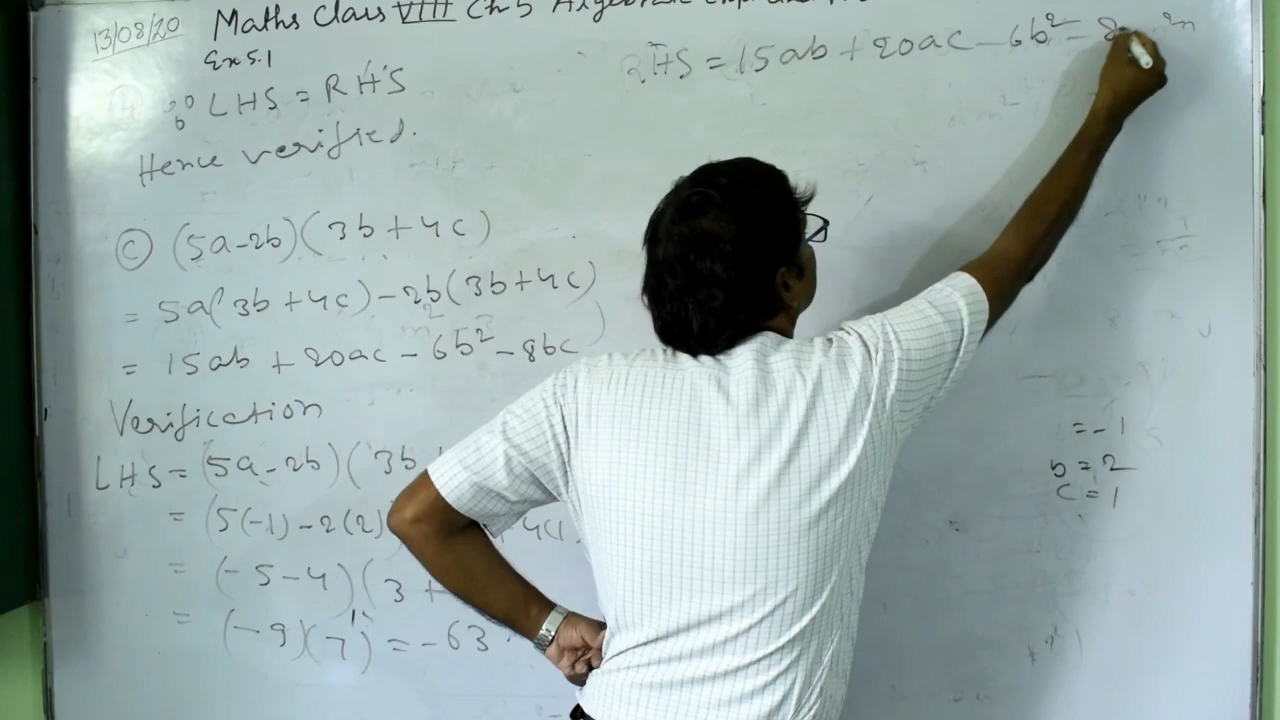 13/08/20 Maths Class VIII Ch 5
Ex 5.1
∴ LHS = RHS
Hence verified.
(c) (5a-2b)(3b+4c)
= 5a(3b+4c)-2b(3b+4c)
= 15ab + 20ac - 6b² - 8bc
Verification
LHS = (5a-2b)(3b
= (5(-1)-2(2) 4(1
= (-5-4)(3 +
= (-9)(7) = -63
RHS = 15ab + 20ac - 6b² - 8
= -1
b = 2
c = 1